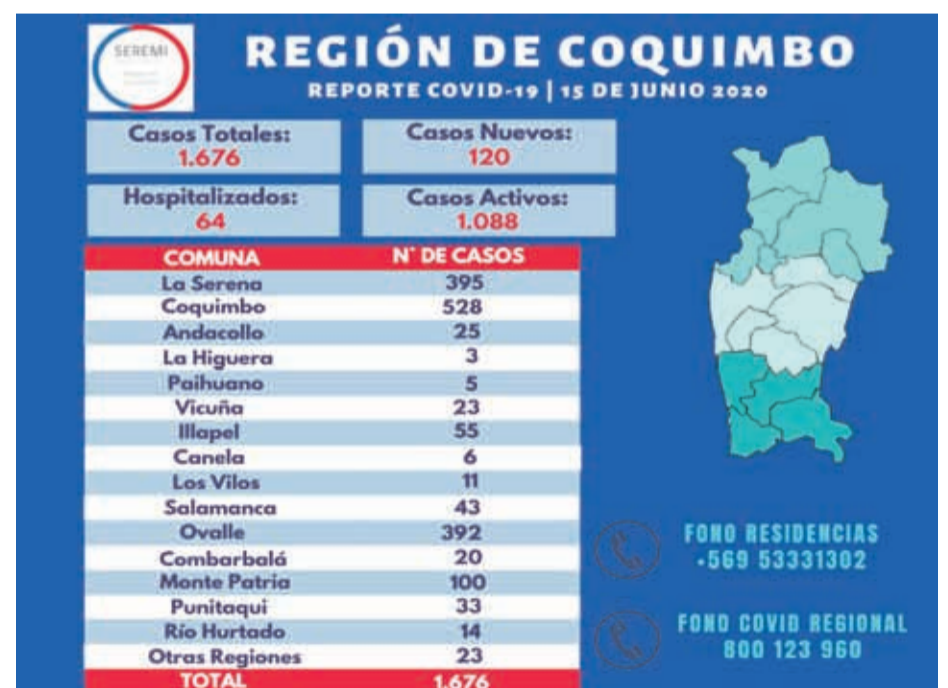 SEREMI
REGIÓN DE COQUIMBO
REPORTE COVID-19 | 15 DE JUNIO 2020
Casos Totales:
1.676
Casos Nuevos:
120
Hospitalizados:
64
Casos Activos:
1.088
COMUNA N° DE CASOS
La Serena 395
Coquimbo 528
Andacollo 25
La Higuera 3
Paihuano 5
Vicuña 23
Illapel 55
Canela 6
Los Vilos 11
Salamanca 43
Ovalle 392
Combarbalá 20
Monte Patria 100
Punitaqui 33
Río Hurtado 14
Otras Regiones 23
TOTAL 1.676
FONO RESIDENCIAS
+569 53331302
FONO COVID REGIONAL
800 123 960